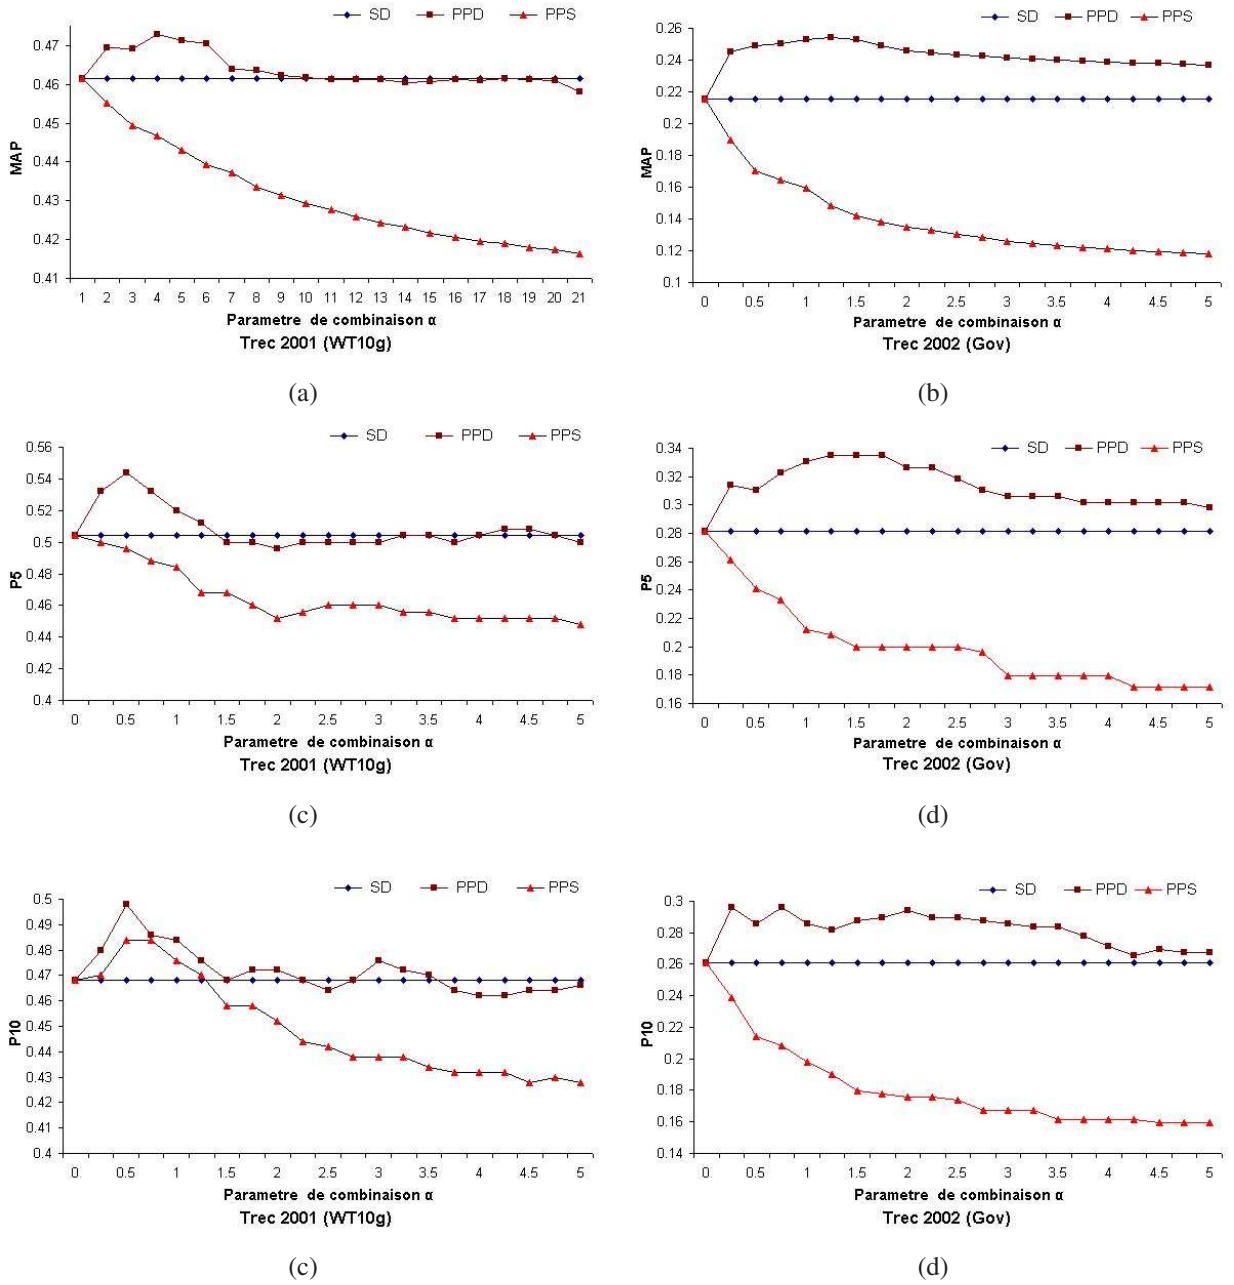 SD PPD PPS
0.47
0.46
0.45
0.44
0.43
0.42
0.41
MAP
1 2 3 4 5 6 7 8 9 10 11 12 13 14 15 16 17 18 19 20 21
Parametre de combinaison α
Trec 2001 (WT10g)
(a)
SD PPD PPS
0.26
0.24
0.22
0.2
0.18
0.16
0.14
0.12
0.1
MAP
0 0.5 1 1.5 2 2.5 3 3.5 4 4.5 5
Parametre de combinaison α
Trec 2002 (Gov)
(b)
SD PPD PPS
0.56
0.54
0.52
0.5
0.48
0.46
0.44
0.42
0.4
P5
0 0.5 1 1.5 2 2.5 3 3.5 4 4.5 5
Parametre de combinaison α
Trec 2001 (WT10g)
(c)
SD PPD PPS
0.34
0.32
0.3
0.28
0.26
0.24
0.22
0.2
0.18
0.16
P5
0 0.5 1 1.5 2 2.5 3 3.5 4 4.5 5
Parametre de combinaison α
Trec 2002 (Gov)
(d)
SD PPD PPS
0.5
0.49
0.48
0.47
0.46
0.45
0.44
0.43
0.42
0.41
0.4
P10
0 0.5 1 1.5 2 2.5 3 3.5 4 4.5 5
Parametre de combinaison α
Trec 2001 (WT10g)
(c)
SD PPD PPS
0.3
0.28
0.26
0.24
0.22
0.2
0.18
0.16
0.14
P10
0 0.5 1 1.5 2 2.5 3 3.5 4 4.5 5
Parametre de combinaison α
Trec 2002 (Gov)
(d)